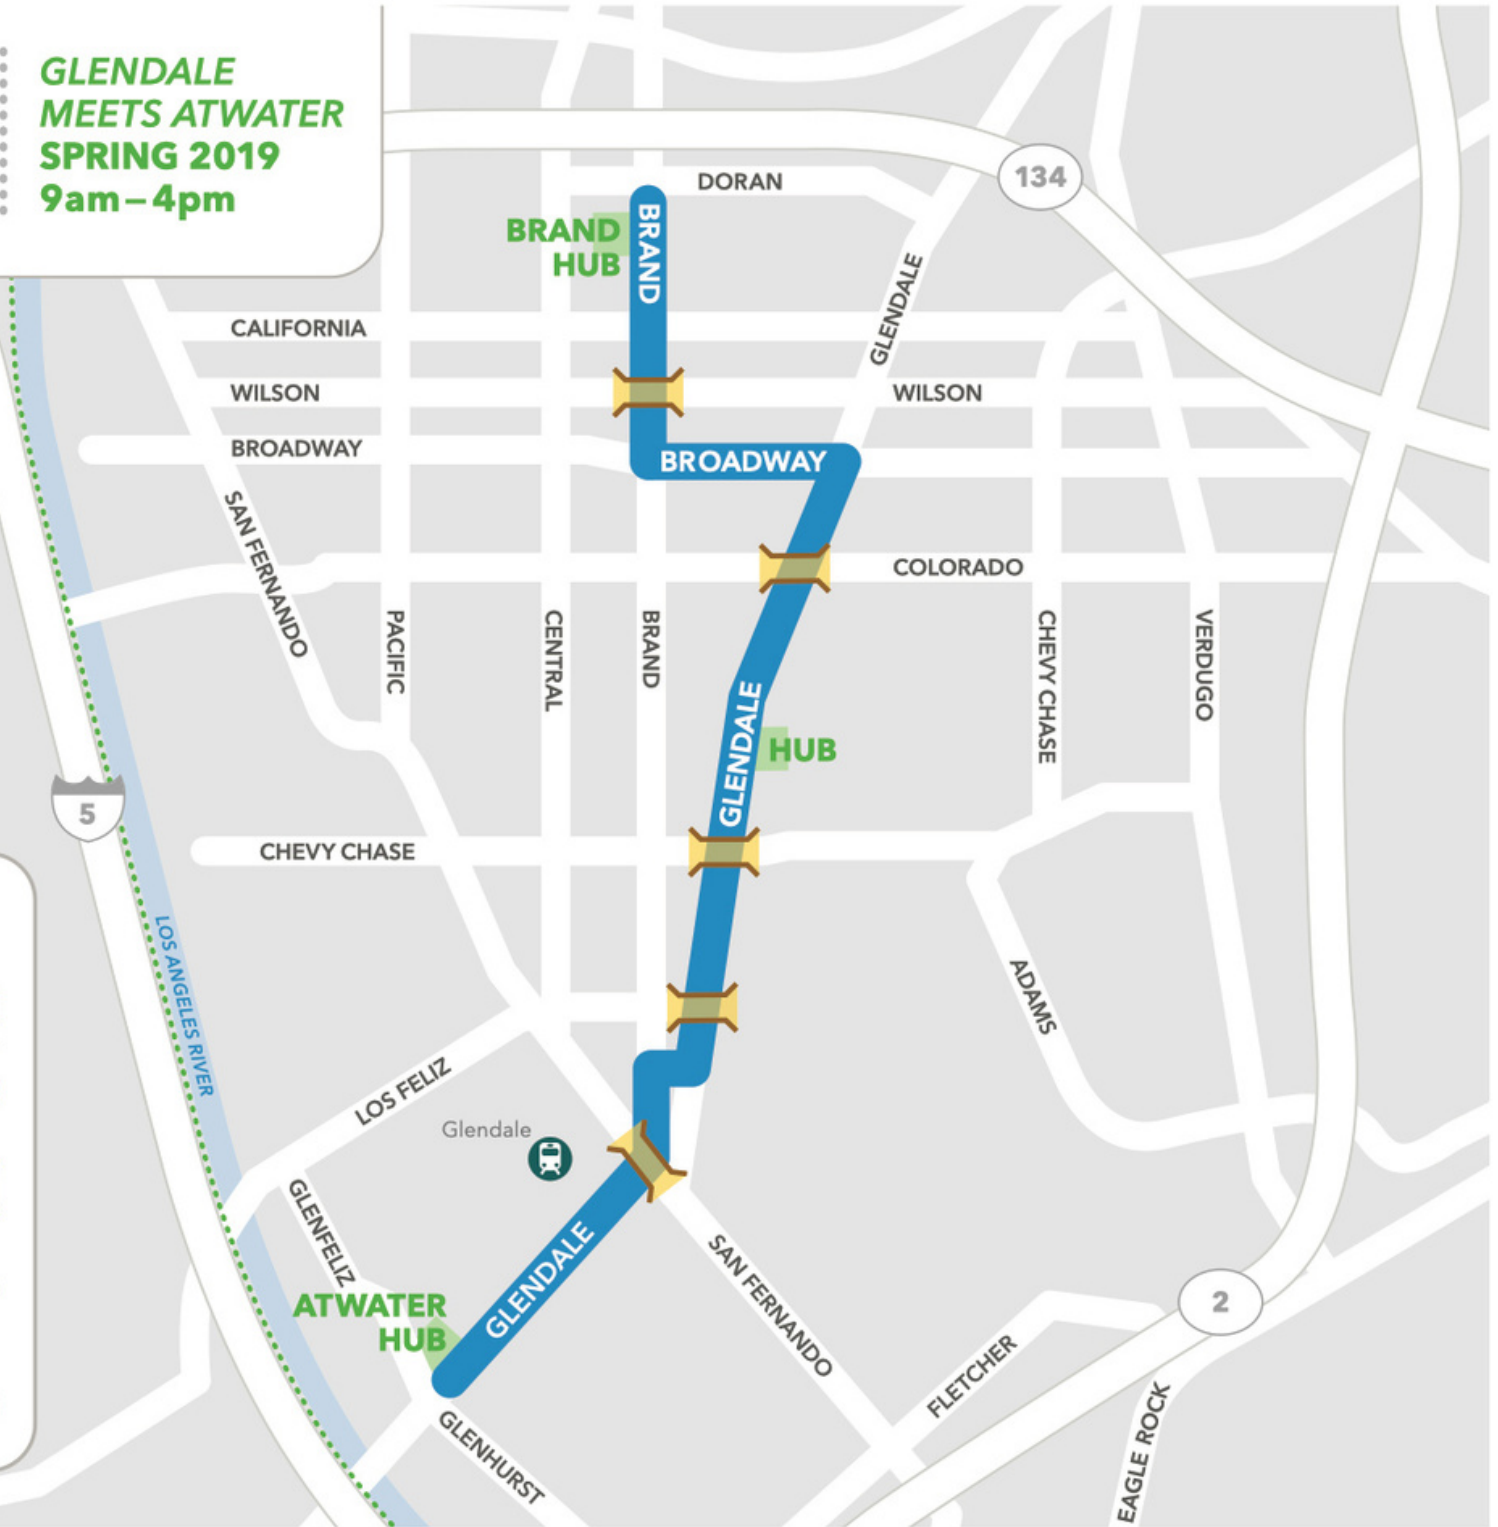 GLENDALE
MEETS ATWATER
SPRING 2019
9am–4pm
134
DORAN
BRAND
HUB
BRAND
GLENDALE
CALIFORNIA
WILSON
WILSON
BROADWAY
BROADWAY
SAN FERNANDO
COLORADO
PACIFIC
CENTRAL
BRAND
CHEVY CHASE
VERDUGO
GLENDALE
HUB
5
CHEVY CHASE
LOS ANGELES RIVER
ADAMS
LOS FELIZ
Glendale
GLENFELIZ
GLENDALE
SAN FERNANDO
ATWATER
HUB
2
FLETCHER
GLENHURST
EAGLE ROCK